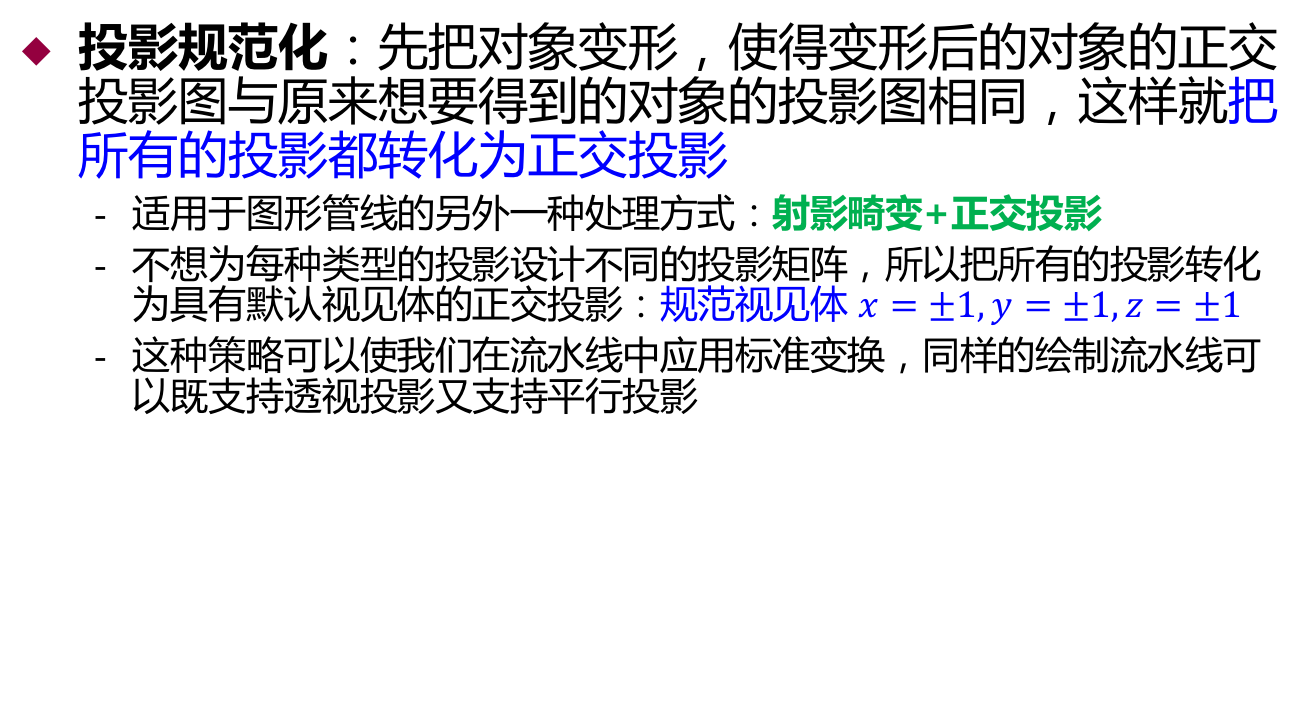 ◆ 投影规范化：先把对象变形，使得变形后的对象的正交
投影图与原来想要得到的对象的投影图相同，这样就把
所有的投影都转化为正交投影
- 适用于图形管线的另外一种处理方式：射影畸变+正交投影
- 不想为每种类型的投影设计不同的投影矩阵，所以把所有的投影转化
为具有默认视见体的正交投影：规范视见体 x = ±1, y = ±1, z = ±1
- 这种策略可以使我们在流水线中应用标准变换，同样的绘制流水线可
以既支持透视投影又支持平行投影